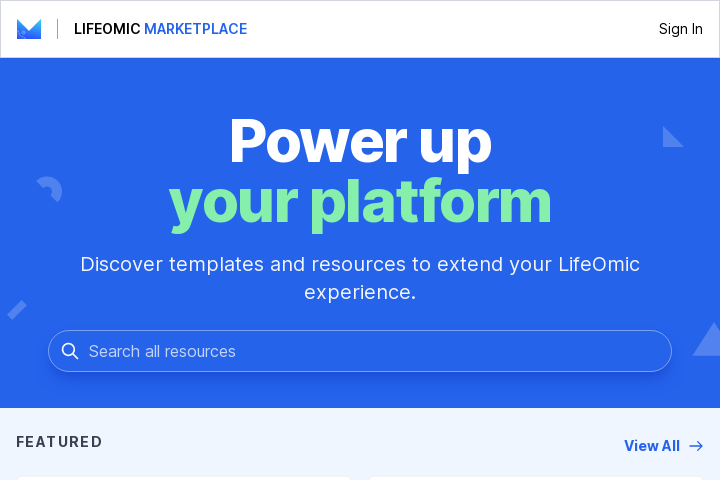 LIFEOMIC MARKETPLACE
Sign In
Power up
your platform
Discover templates and resources to extend your LifeOmic
experience.
Search all resources
FEATURED
View All